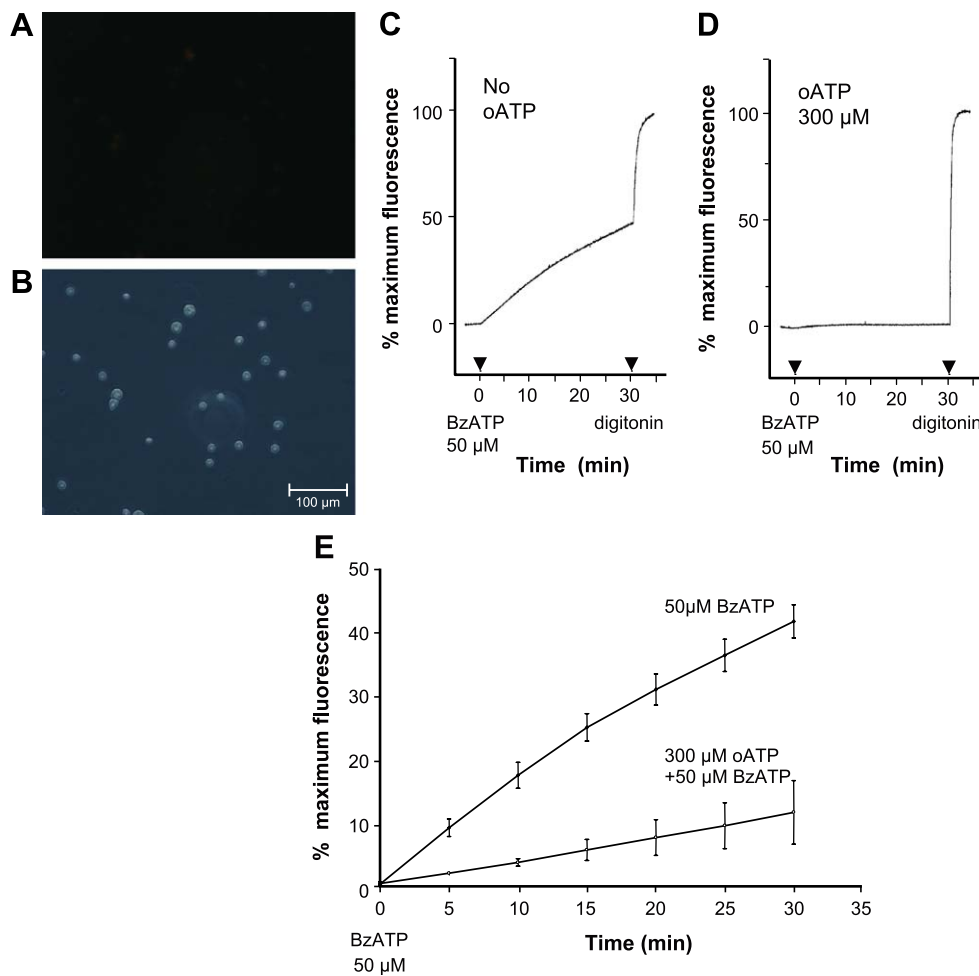 A
B
100 µm
C
No
oATP
% maximum fluorescence
100
50
0
0 10 20 30
BzATP
50 µM
digitonin
Time (min)
D
oATP
300 µM
% maximum fluorescence
100
50
0
0 10 20 30
BzATP
50 µM
digitonin
Time (min)
E
% maximum fluorescence
50
40
30
20
10
0
50µM BzATP
300 µM oATP
+50 µM BzATP
0 5 10 15 20 25 30 35
BzATP
50 µM
Time (min)